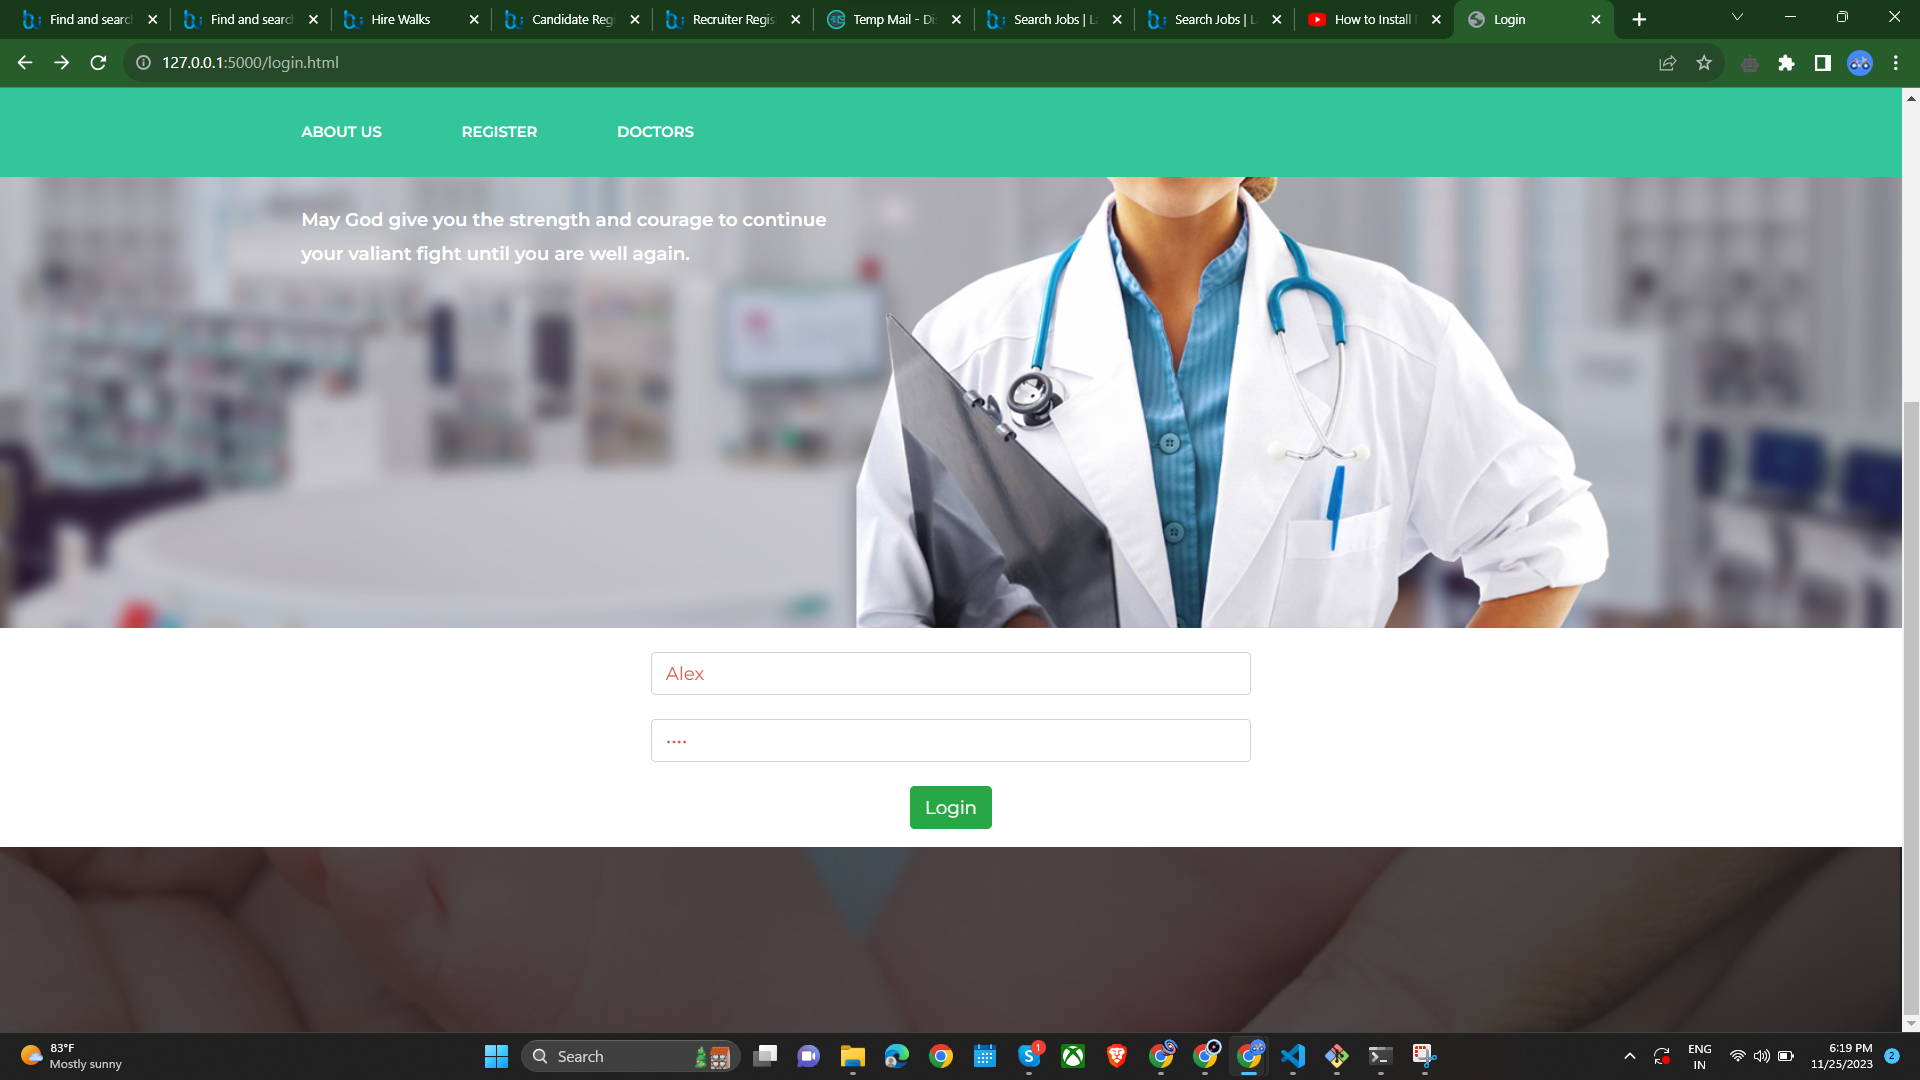 Find and searc
Find and searc
Hire Walks
Candidate Reg
Recruiter Regis
Temp Mail - Di
Search Jobs | L
Search Jobs | L
How to Install
Login
127.0.0.1:5000/login.html
ABOUT US
REGISTER
DOCTORS
May God give you the strength and courage to continue
your valiant fight until you are well again.
Alex
....
Login
83°F
Mostly sunny
Search
1
ENG
IN
6:19 PM
11/25/2023
2